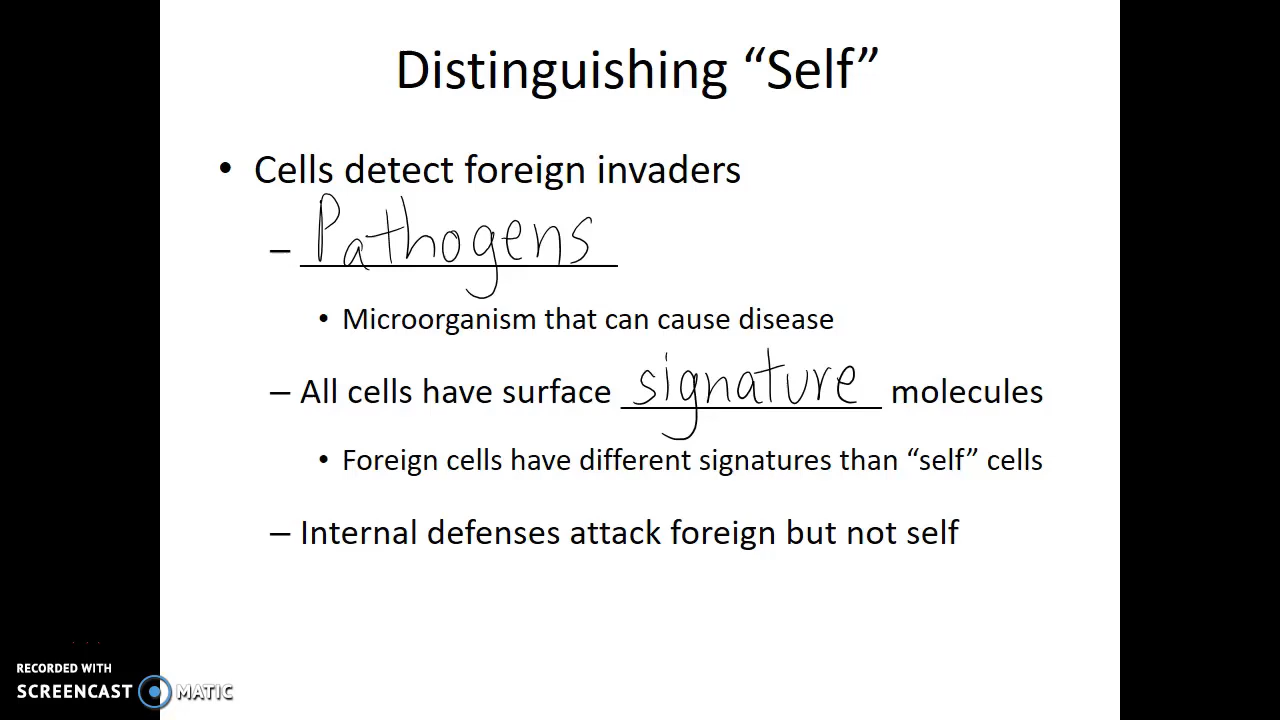 Distinguishing “Self”
• Cells detect foreign invaders
– Pathogens
• Microorganism that can cause disease
– All cells have surface signature molecules
• Foreign cells have different signatures than “self” cells
– Internal defenses attack foreign but not self
RECORDED WITH
SCREENCAST MATIC